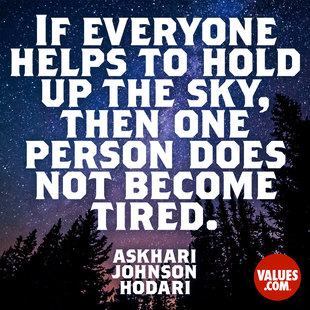 IF EVERYONE
HELPS TO HOLD
UP THE SKY,
THEN ONE
PERSON DOES
NOT BECOME
TIRED.
ASKHARI
JOHNSON
HODARI
VALUES
.COM